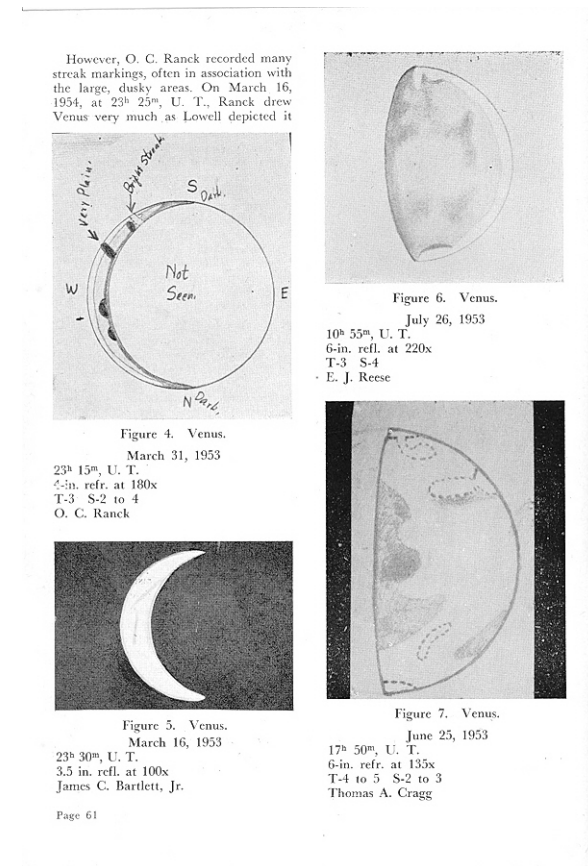 However, O. C. Ranck recorded many
streak markings, often in association with
the large, dusky areas. On March 16,
1954, at 23ʰ 25ᵐ, U. T., Ranck drew
Venus very much as Lowell depicted it
Very Plain.
Bright Streak
S
Dark.
Not
Seen.
W
E
N
Dark.
Figure 4. Venus.
March 31, 1953
23ʰ 15ᵐ, U. T.
4-in. refr. at 180x
T-3 S-2 to 4
O. C. Ranck
Figure 5. Venus.
March 16, 1953
23ʰ 30ᵐ, U. T.
3.5 in. refl. at 100x
James C. Bartlett, Jr.
Page 61
Figure 6. Venus.
July 26, 1953
10ʰ 55ᵐ, U. T.
6-in. refl. at 220x
T-3 S-4
E. J. Reese
Figure 7. Venus.
June 25, 1953
17ʰ 50ᵐ, U. T.
6-in. refr. at 135x
T-4 to 5 S-2 to 3
Thomas A. Cragg